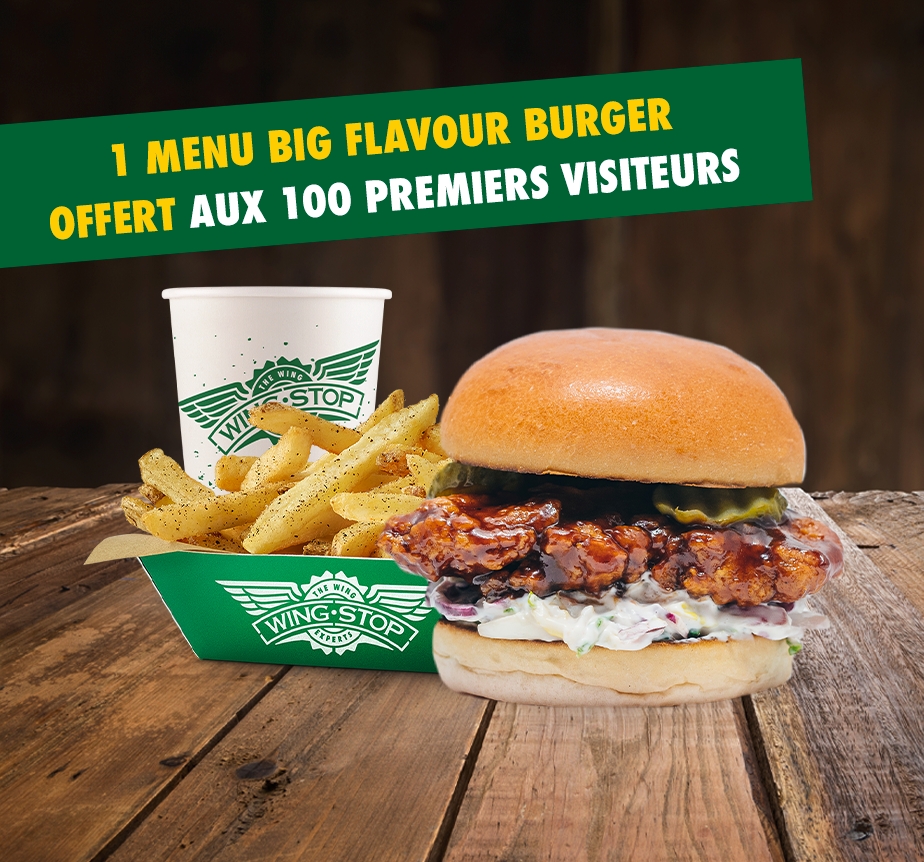 1 MENU BIG FLAVOUR BURGER
OFFERT AUX 100 PREMIERS VISITEURS
THE WING
WING·STOP
THE WING
WING·STOP
EXPERTS